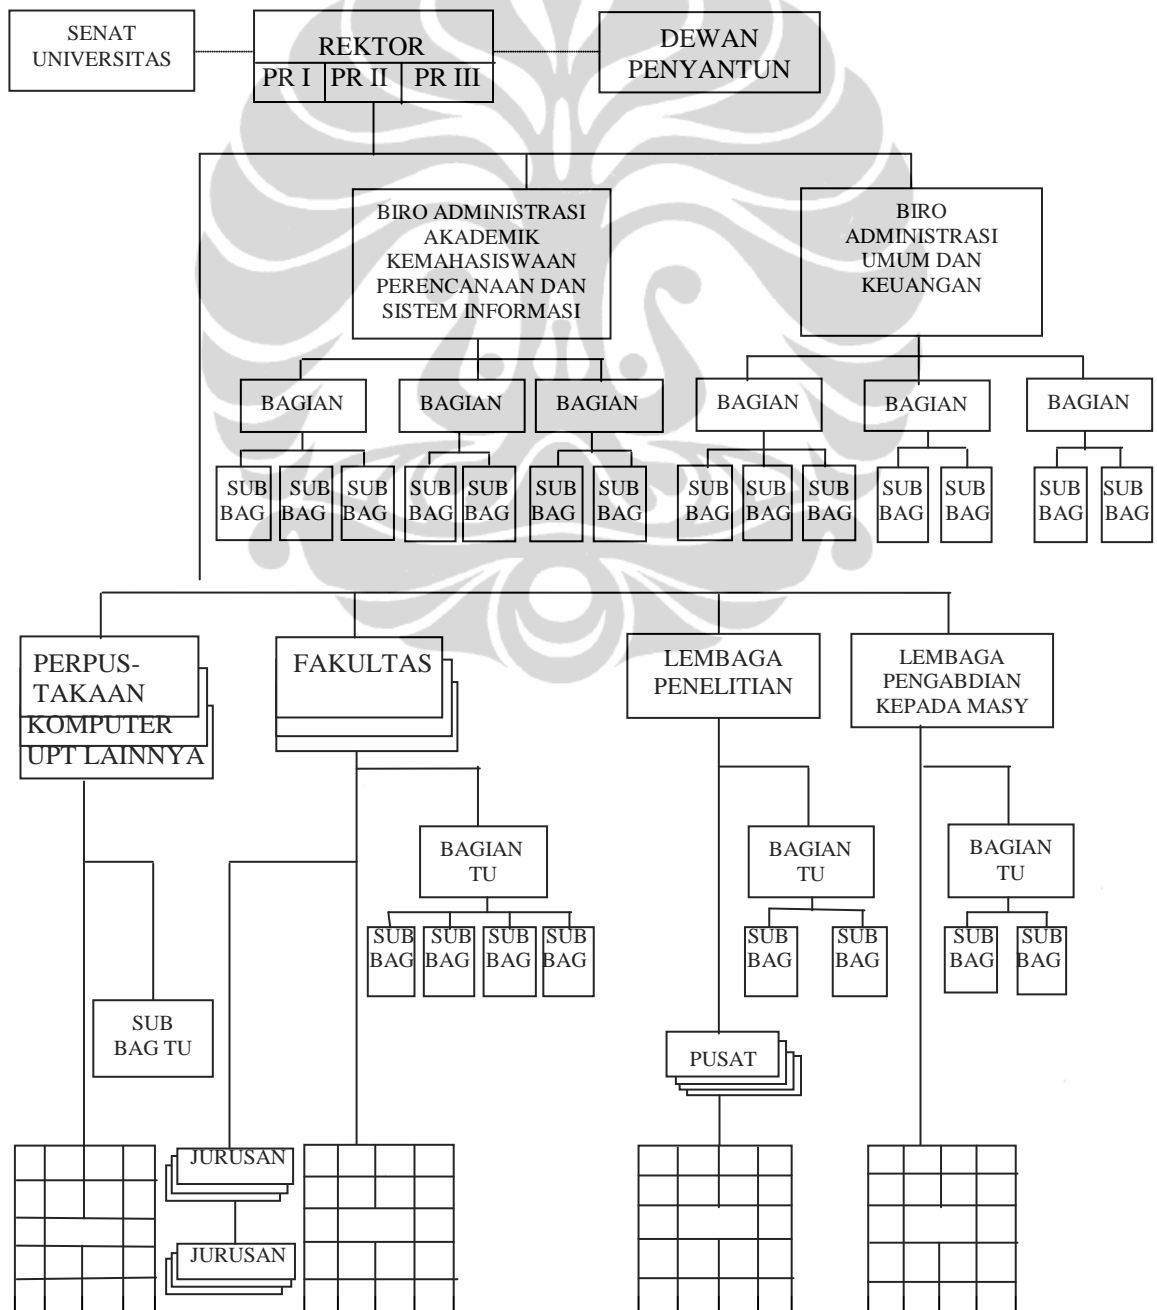 SENAT
UNIVERSITAS
REKTOR
PR I PR II PR III
DEWAN
PENYANTUN
BIRO ADMINISTRASI
AKADEMIK
KEMAHASISWAAN
PERENCANAAN DAN
SISTEM INFORMASI
BIRO
ADMINISTRASI
UMUM DAN
KEUANGAN
BAGIAN
BAGIAN
BAGIAN
BAGIAN
BAGIAN
BAGIAN
SUB
BAG
SUB
BAG
SUB
BAG
SUB
BAG
SUB
BAG
SUB
BAG
SUB
BAG
SUB
BAG
SUB
BAG
SUB
BAG
SUB
BAG
SUB
BAG
SUB
BAG
SUB
BAG
PERPUS-
TAKAAN
KOMPUTER
UPT LAINNYA
FAKULTAS
LEMBAGA
PENELITIAN
LEMBAGA
PENGABDIAN
KEPADA MASY
BAGIAN
TU
BAGIAN
TU
BAGIAN
TU
SUB
BAG
SUB
BAG
SUB
BAG
SUB
BAG
SUB
BAG
SUB
BAG
SUB
BAG
SUB
BAG
SUB
BAG TU
PUSAT
JURUSAN
JURUSAN